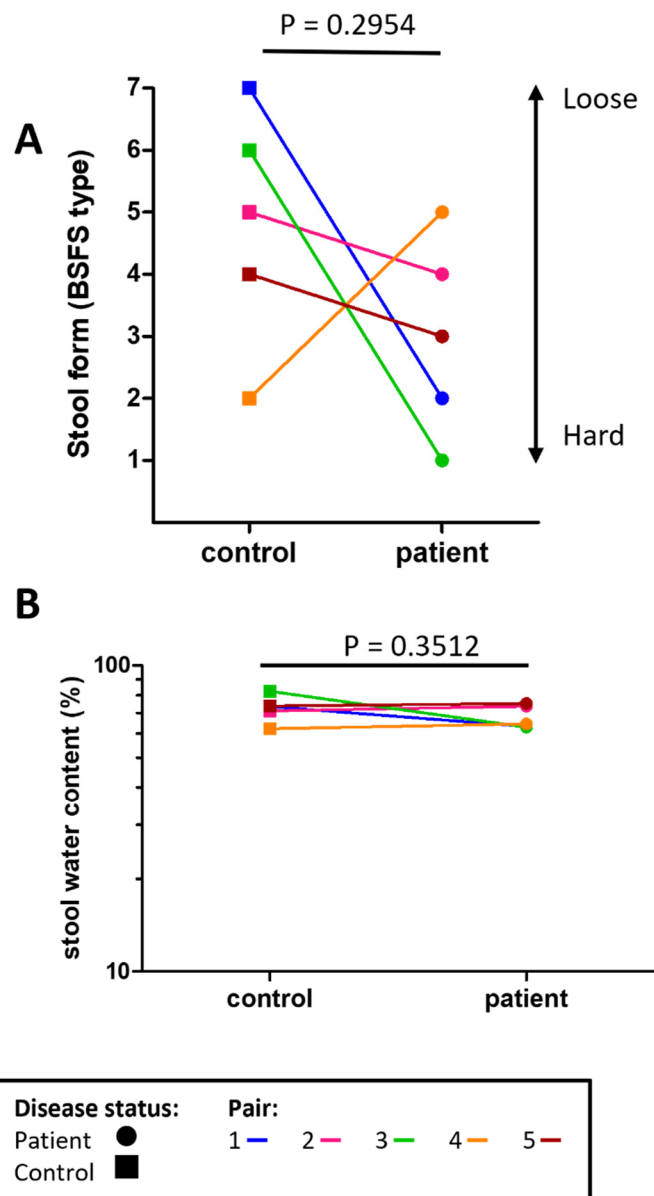 P = 0.2954
A
Stool form (BSFS type)
7
6
5
4
3
2
1
Loose
Hard
control patient
B
P = 0.3512
stool water content (%)
100
10
control patient
Disease status: Pair:
Patient 1 2 3 4 5
Control